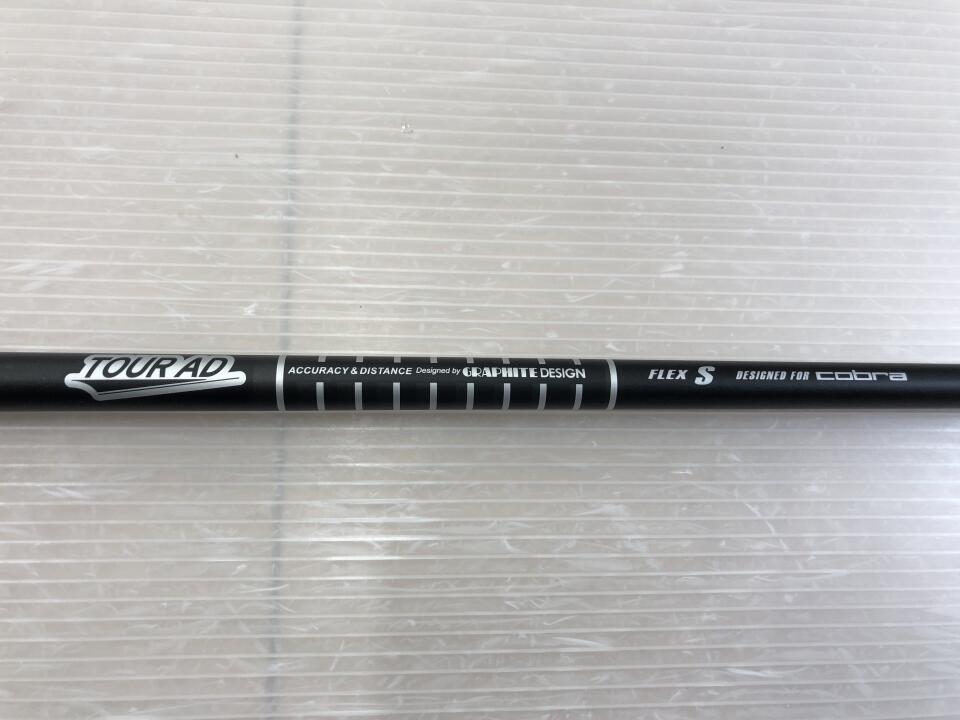 TOUR AD
ACCURACY & DISTANCE Designed by GRAPHITE DESIGN
FLEX S DESIGNED FOR cobra